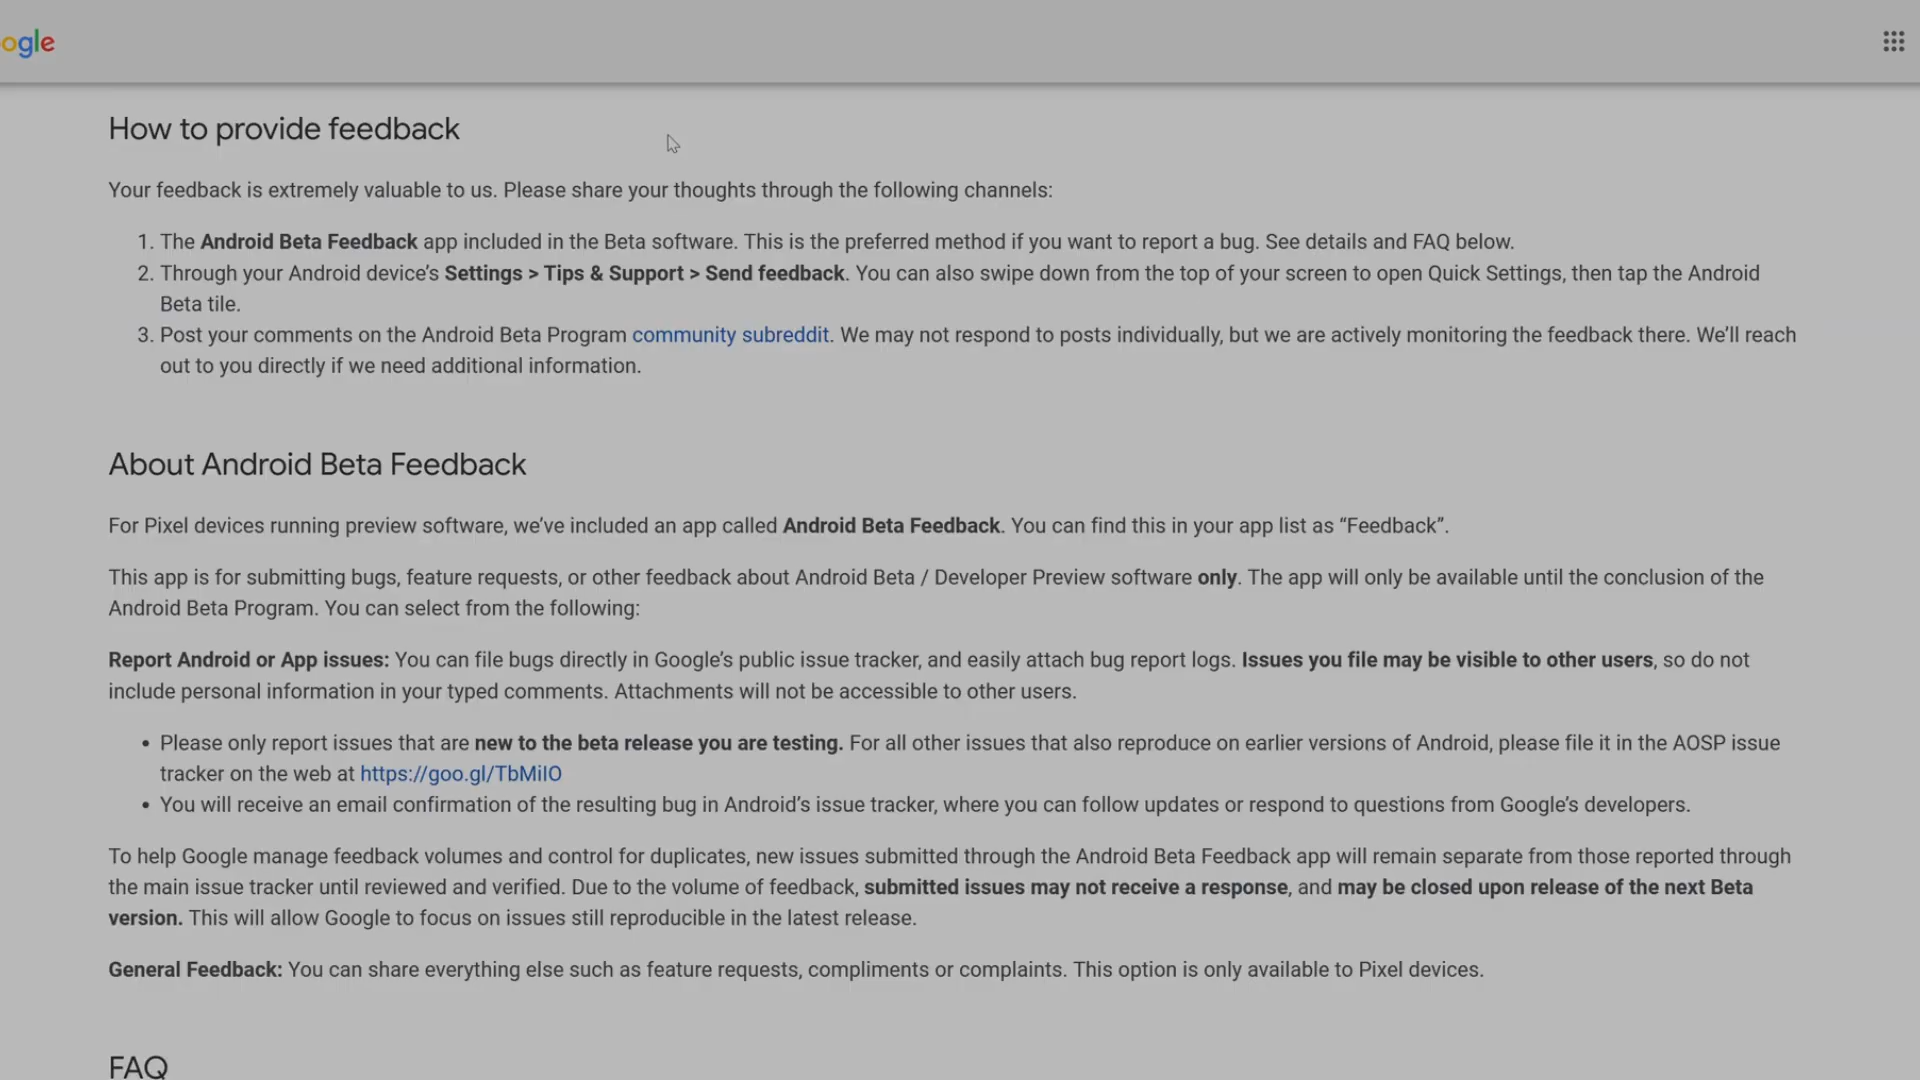 ogle
How to provide feedback
Your feedback is extremely valuable to us. Please share your thoughts through the following channels:
1. The Android Beta Feedback app included in the Beta software. This is the preferred method if you want to report a bug. See details and FAQ below.
2. Through your Android device’s Settings > Tips & Support > Send feedback. You can also swipe down from the top of your screen to open Quick Settings, then tap the Android
Beta tile.
3. Post your comments on the Android Beta Program community subreddit. We may not respond to posts individually, but we are actively monitoring the feedback there. We’ll reach
out to you directly if we need additional information.
About Android Beta Feedback
For Pixel devices running preview software, we’ve included an app called Android Beta Feedback. You can find this in your app list as “Feedback”.
This app is for submitting bugs, feature requests, or other feedback about Android Beta / Developer Preview software only. The app will only be available until the conclusion of the
Android Beta Program. You can select from the following:
Report Android or App issues: You can file bugs directly in Google’s public issue tracker, and easily attach bug report logs. Issues you file may be visible to other users, so do not
include personal information in your typed comments. Attachments will not be accessible to other users.
• Please only report issues that are new to the beta release you are testing. For all other issues that also reproduce on earlier versions of Android, please file it in the AOSP issue
tracker on the web at https://goo.gl/TbMiIO
• You will receive an email confirmation of the resulting bug in Android’s issue tracker, where you can follow updates or respond to questions from Google’s developers.
To help Google manage feedback volumes and control for duplicates, new issues submitted through the Android Beta Feedback app will remain separate from those reported through
the main issue tracker until reviewed and verified. Due to the volume of feedback, submitted issues may not receive a response, and may be closed upon release of the next Beta
version. This will allow Google to focus on issues still reproducible in the latest release.
General Feedback: You can share everything else such as feature requests, compliments or complaints. This option is only available to Pixel devices.
FAQ